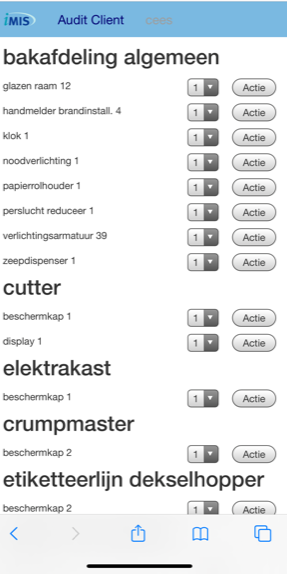 iMIS Audit Client cees
bakafdeling algemeen
glazen raam 12 1 Actie
handmelder brandinstall. 4 1 Actie
klok 1 1 Actie
noodverlichting 1 1 Actie
papierrolhouder 1 1 Actie
perslucht reduceer 1 1 Actie
verlichtingsarmatuur 39 1 Actie
zeepdispenser 1 1 Actie
cutter
beschermkap 1 1 Actie
display 1 1 Actie
elektrakast
beschermkap 1 1 Actie
crumpmaster
beschermkap 2 1 Actie
etiketteerlijn dekselhopper
beschermkap 2 1 Actie